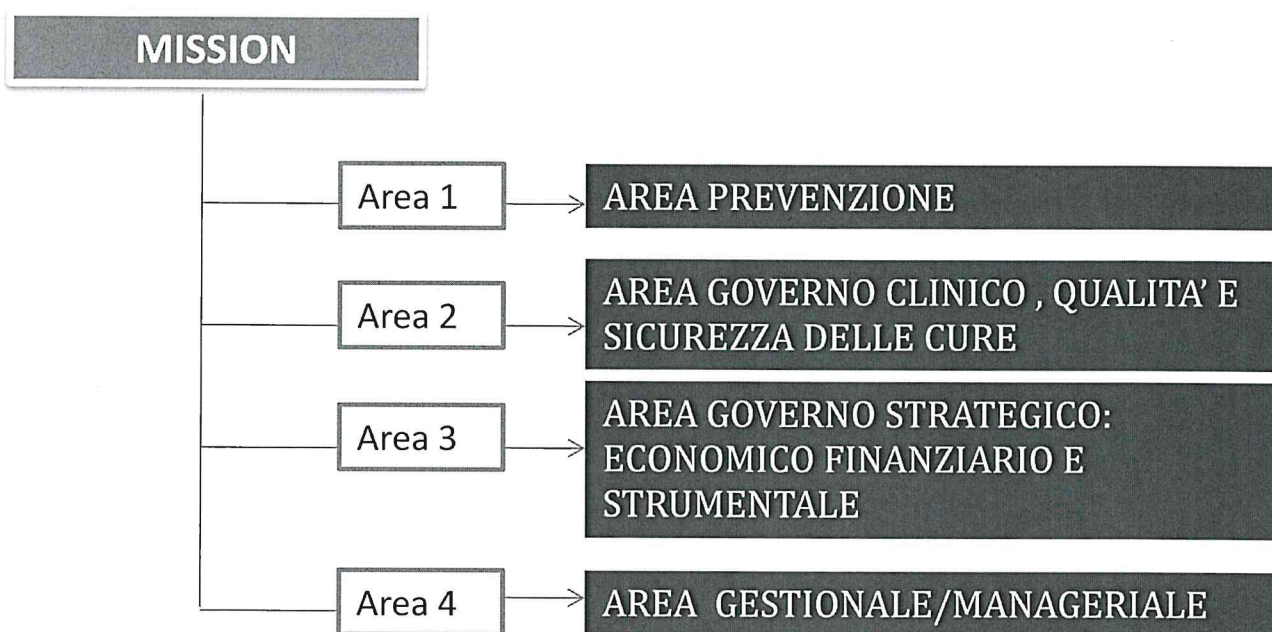 MISSION
Area 1
AREA PREVENZIONE
Area 2
AREA GOVERNO CLINICO , QUALITA' E
SICUREZZA DELLE CURE
Area 3
AREA GOVERNO STRATEGICO:
ECONOMICO FINANZIARIO E
STRUMENTALE
Area 4
AREA GESTIONALE/MANAGERIALE